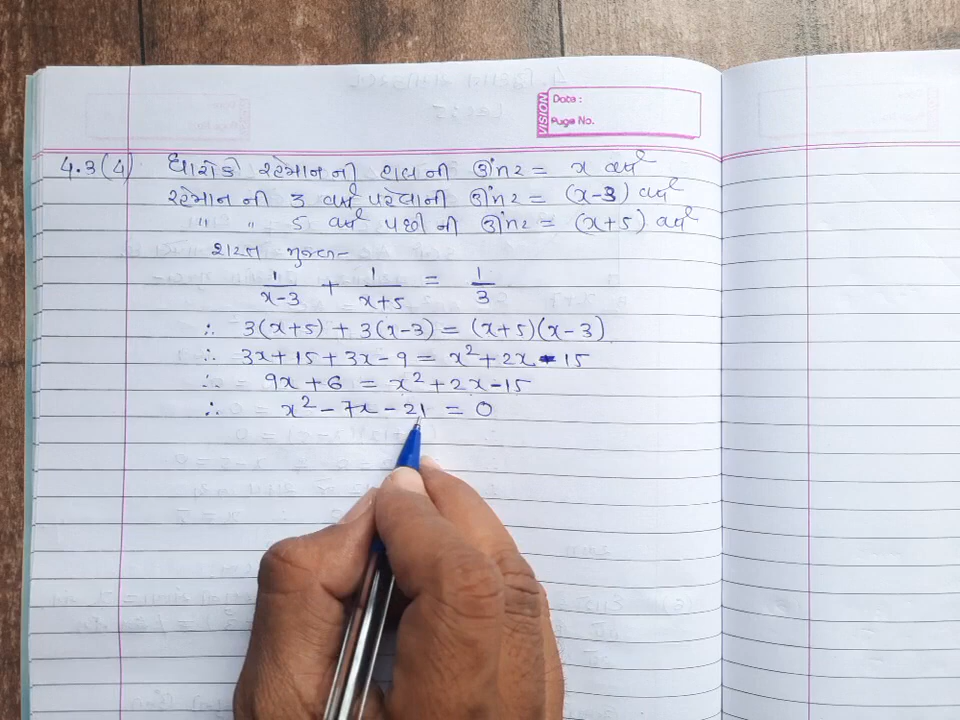 VISION
Date :
Page No.
4.3(4) ધારોકે રહેમાન ની હાલ ની ઉંમર = x વર્ષ
રહેમાન ની 3 વર્ષ પહેલાની ઉંમર = (x-3) વર્ષ
" " 5 વર્ષ પછી ની ઉંમર = (x+5) વર્ષ
શરત મુજબ-
1/(x-3) + 1/(x+5) = 1/3
∴ 3(x+5) + 3(x-3) = (x+5)(x-3)
∴ 3x+15+3x-9 = x²+2x-15
∴ 9x+6 = x²+2x-15
∴ x²-7x-21 = 0